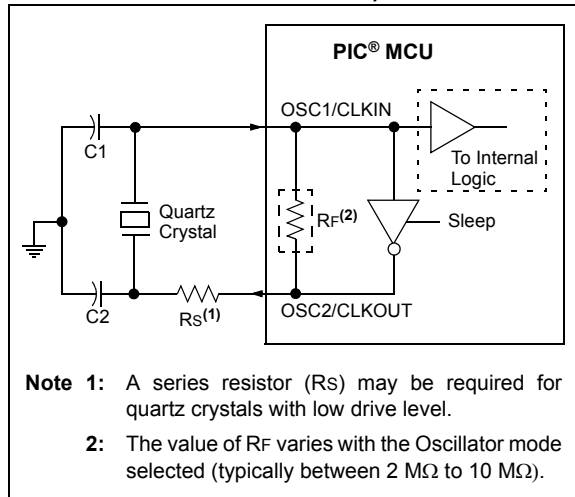 PIC® MCU
OSC1/CLKIN
C1
To Internal
Logic
Quartz
Crystal
RF(2)
Sleep
C2
RS(1)
OSC2/CLKOUT
Note 1: A series resistor (RS) may be required for
quartz crystals with low drive level.
2: The value of RF varies with the Oscillator mode
selected (typically between 2 MΩ to 10 MΩ).